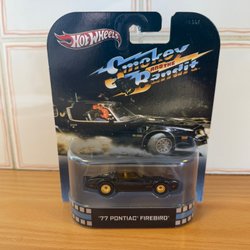 Hot Wheels
Smokey
AND THE
Bandit
'77 PONTIAC FIREBIRD